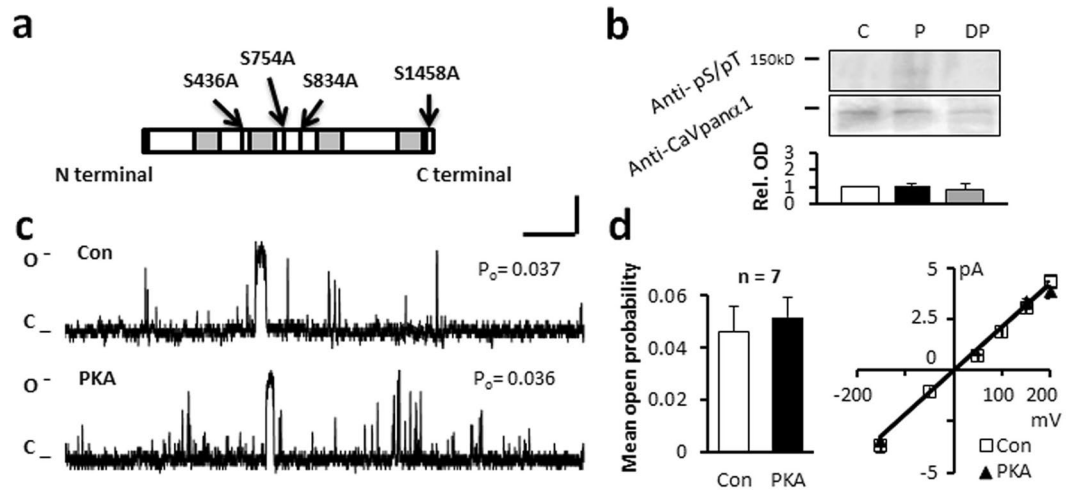 a
S436A
S754A
S834A
S1458A
N terminal
C terminal
b
C P DP
150kD
Anti- pS/pT
Anti-CaVpanα1
Rel. OD
3
2
1
0
c
Con
O -
C _
Pₒ= 0.037
PKA
O -
C _
Pₒ= 0.036
d
n = 7
Mean open probability
0.06
0.04
0.02
0
Con PKA
pA
5
2.5
0
-200
100 200
mV
-5
Con
PKA